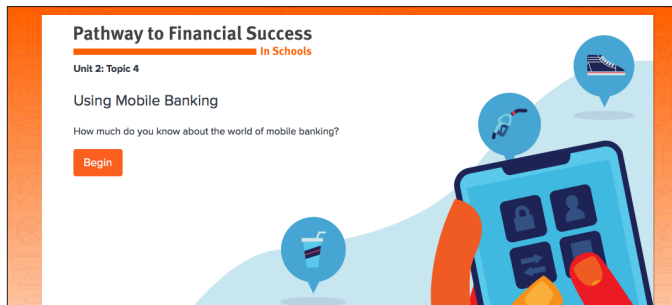 Pathway to Financial Success
In Schools
Unit 2: Topic 4
Using Mobile Banking
How much do you know about the world of mobile banking?
Begin